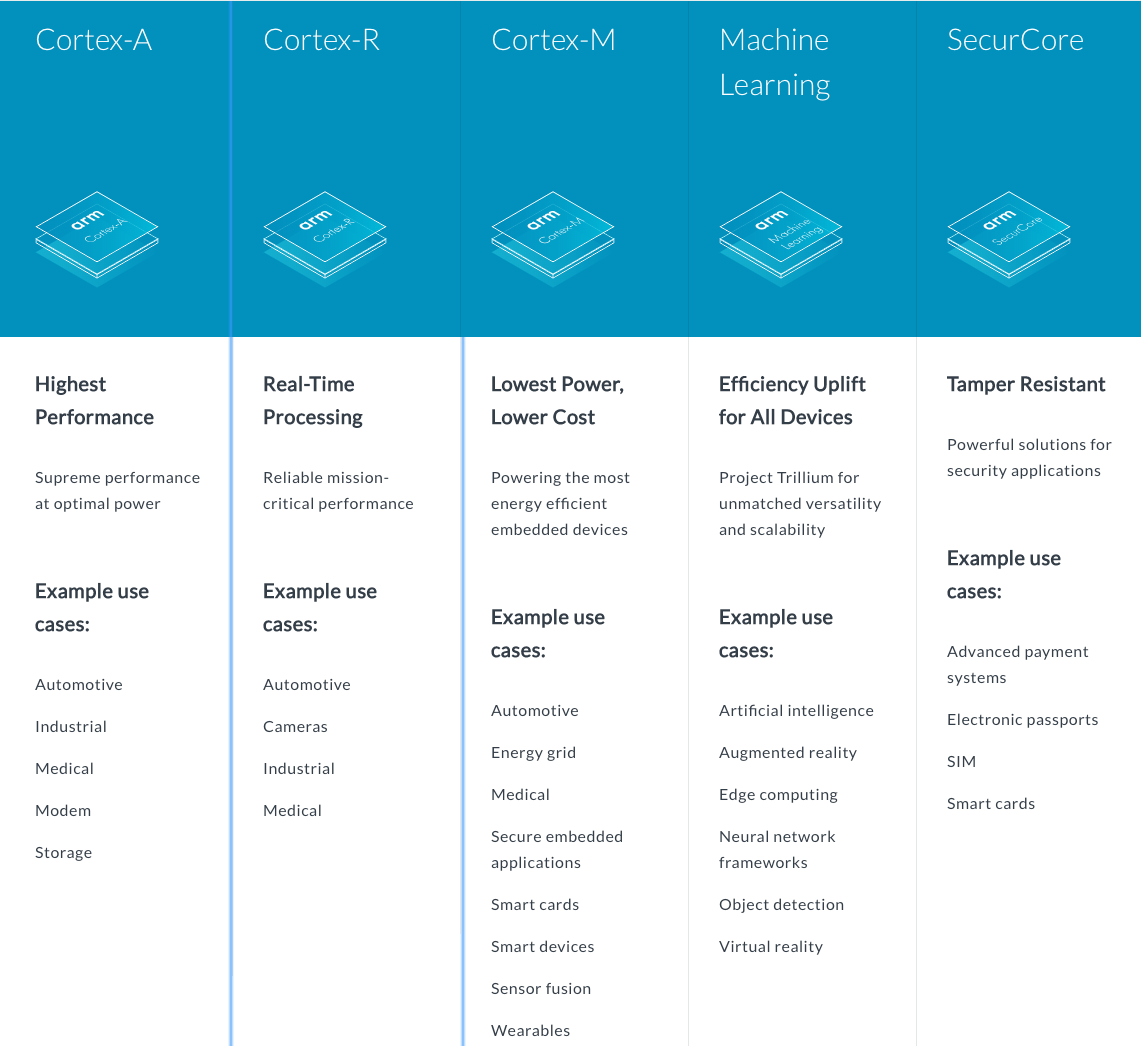 Cortex-A
arm
Cortex-A
Highest
Performance
Supreme performance
at optimal power
Example use
cases:
Automotive
Industrial
Medical
Modem
Storage
Cortex-R
arm
Cortex-R
Real-Time
Processing
Reliable mission-
critical performance
Example use
cases:
Automotive
Cameras
Industrial
Medical
Cortex-M
arm
Cortex-M
Lowest Power,
Lower Cost
Powering the most
energy efficient
embedded devices
Example use
cases:
Automotive
Energy grid
Medical
Secure embedded
applications
Smart cards
Smart devices
Sensor fusion
Wearables
Machine
Learning
arm
Machine
Learning
Efficiency Uplift
for All Devices
Project Trillium for
unmatched versatility
and scalability
Example use
cases:
Artificial intelligence
Augmented reality
Edge computing
Neural network
frameworks
Object detection
Virtual reality
SecurCore
arm
SecurCore
Tamper Resistant
Powerful solutions for
security applications
Example use
cases:
Advanced payment
systems
Electronic passports
SIM
Smart cards